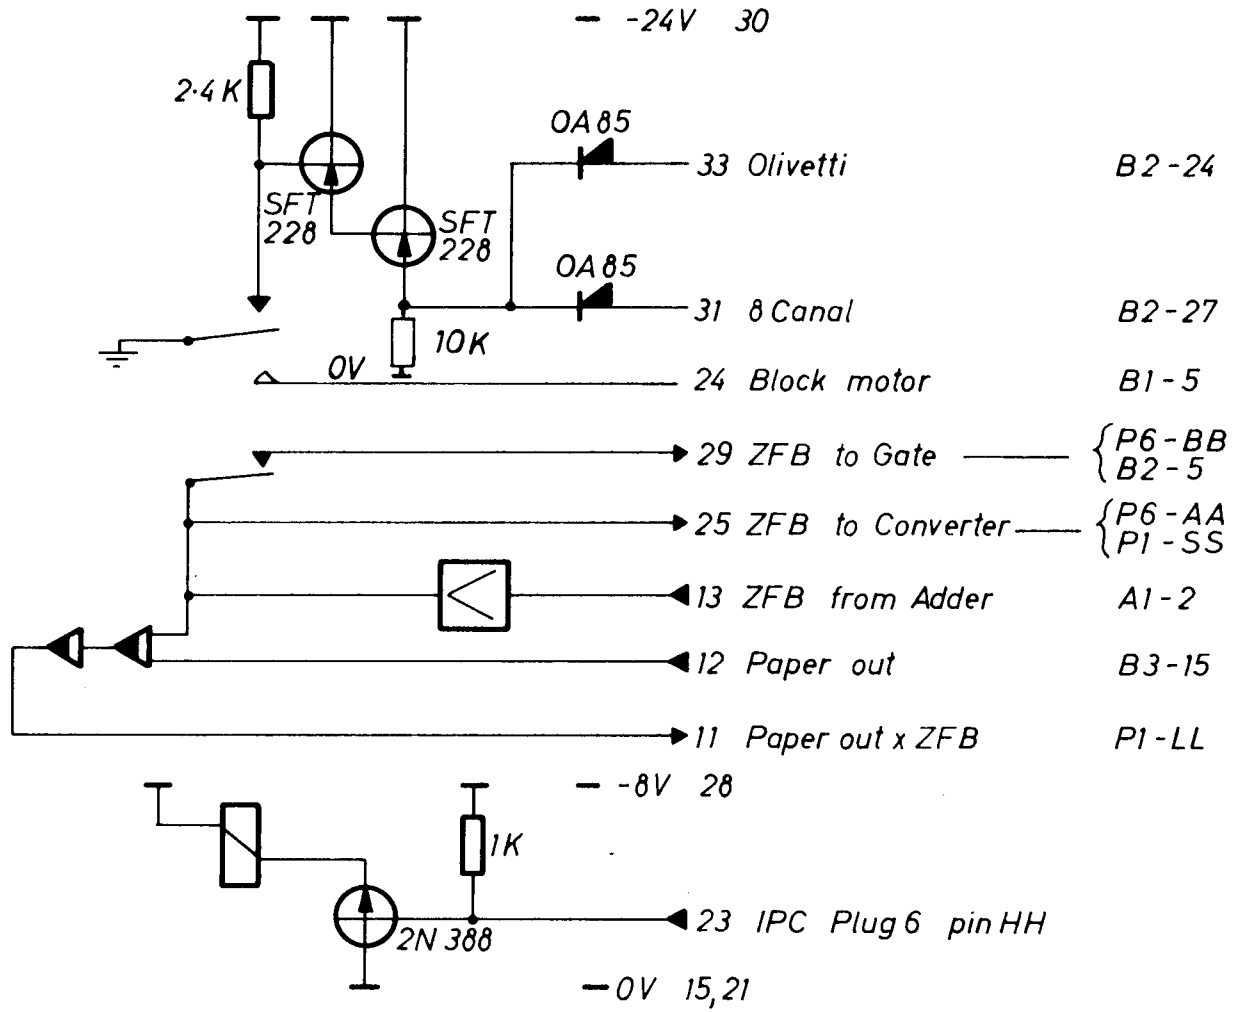 -24V 30
2.4K
OA85
33 Olivetti B2-24
SFT
228
SFT
228
OA85
31 8 Canal B2-27
10K
0V
24 Block motor B1-5
29 ZFB to Gate P6-BB
B2-5
25 ZFB to Converter P6-AA
P1-SS
13 ZFB from Adder A1-2
12 Paper out B3-15
11 Paper out x ZFB P1-LL
-8V 28
1K
23 IPC Plug 6 pin HH
2N388
0V 15,21